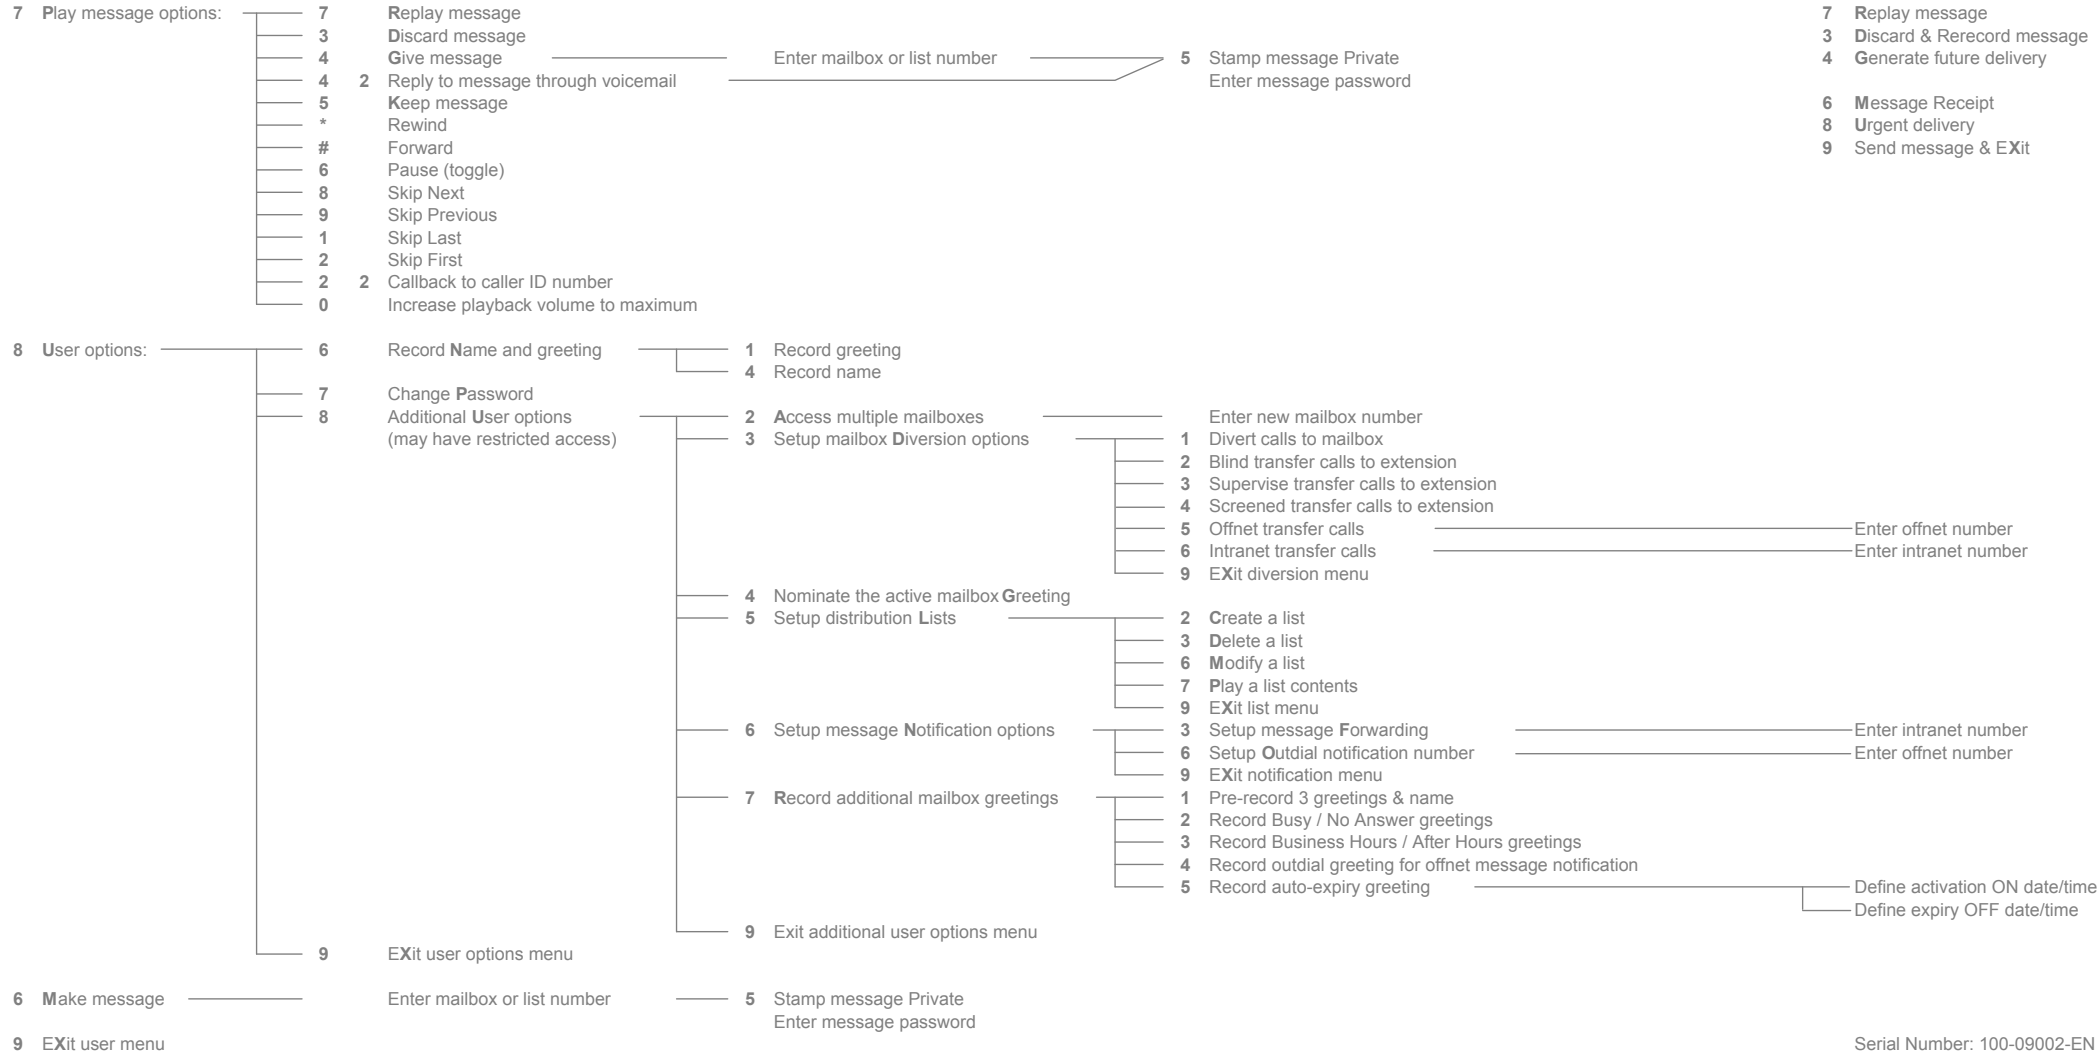 7 Play message options: 7 Replay message 7 Replay message
3 Discard message 3 Discard & Rerecord message
4 Give message Enter mailbox or list number 5 Stamp message Private 4 Generate future delivery
4 2 Reply to message through voicemail Enter message password
5 Keep message 6 Message Receipt
* Rewind 8 Urgent delivery
# Forward 9 Send message & EXit
6 Pause (toggle)
8 Skip Next
9 Skip Previous
1 Skip Last
2 Skip First
2 2 Callback to caller ID number
0 Increase playback volume to maximum
8 User options: 6 Record Name and greeting 1 Record greeting
4 Record name
7 Change Password
8 Additional User options 2 Access multiple mailboxes Enter new mailbox number
(may have restricted access) 3 Setup mailbox Diversion options 1 Divert calls to mailbox
2 Blind transfer calls to extension
3 Supervise transfer calls to extension
4 Screened transfer calls to extension
5 Offnet transfer calls Enter offnet number
6 Intranet transfer calls Enter intranet number
9 EXit diversion menu
4 Nominate the active mailbox Greeting
5 Setup distribution Lists 2 Create a list
3 Delete a list
6 Modify a list
7 Play a list contents
9 EXit list menu
6 Setup message Notification options 3 Setup message Forwarding Enter intranet number
6 Setup Outdial notification number Enter offnet number
9 EXit notification menu
7 Record additional mailbox greetings 1 Pre-record 3 greetings & name
2 Record Busy / No Answer greetings
3 Record Business Hours / After Hours greetings
4 Record outdial greeting for offnet message notification
5 Record auto-expiry greeting Define activation ON date/time
Define expiry OFF date/time
9 Exit additional user options menu
9 EXit user options menu
6 Make message Enter mailbox or list number 5 Stamp message Private
Enter message password
9 EXit user menu Serial Number: 100-09002-EN